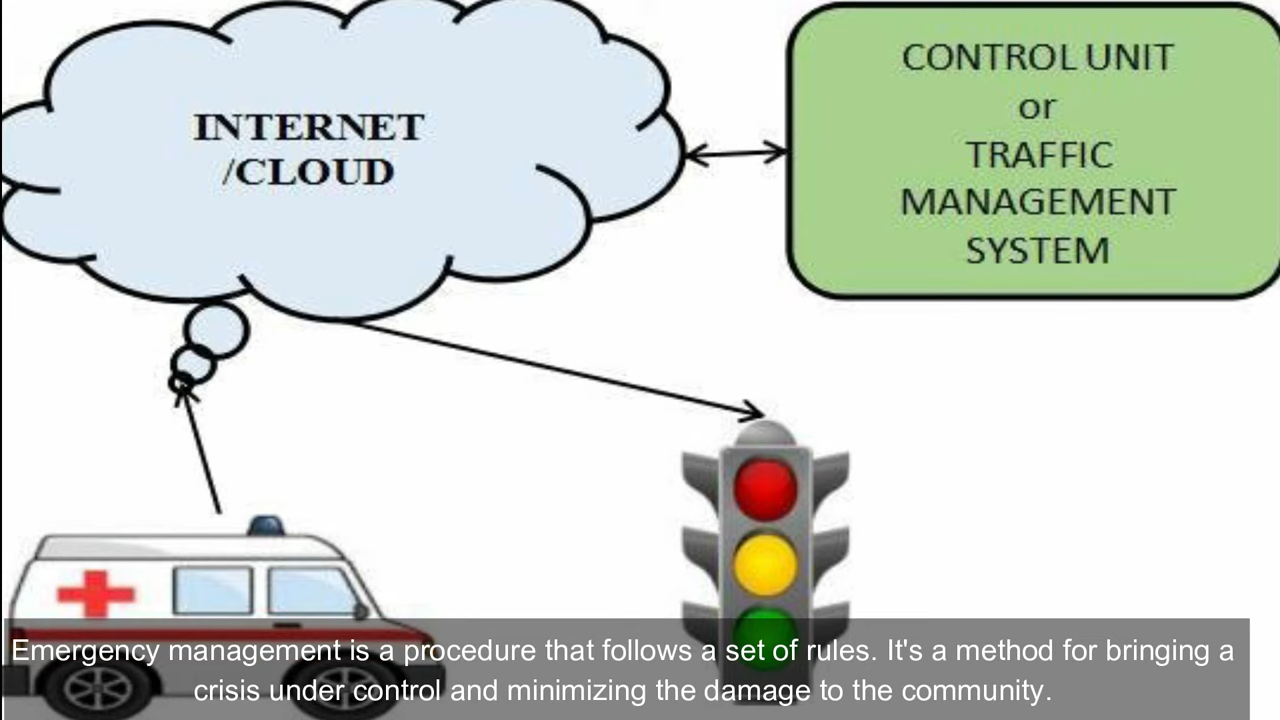 INTERNET
/CLOUD
CONTROL UNIT
or
TRAFFIC
MANAGEMENT
SYSTEM
Emergency management is a procedure that follows a set of rules. It's a method for bringing a
crisis under control and minimizing the damage to the community.